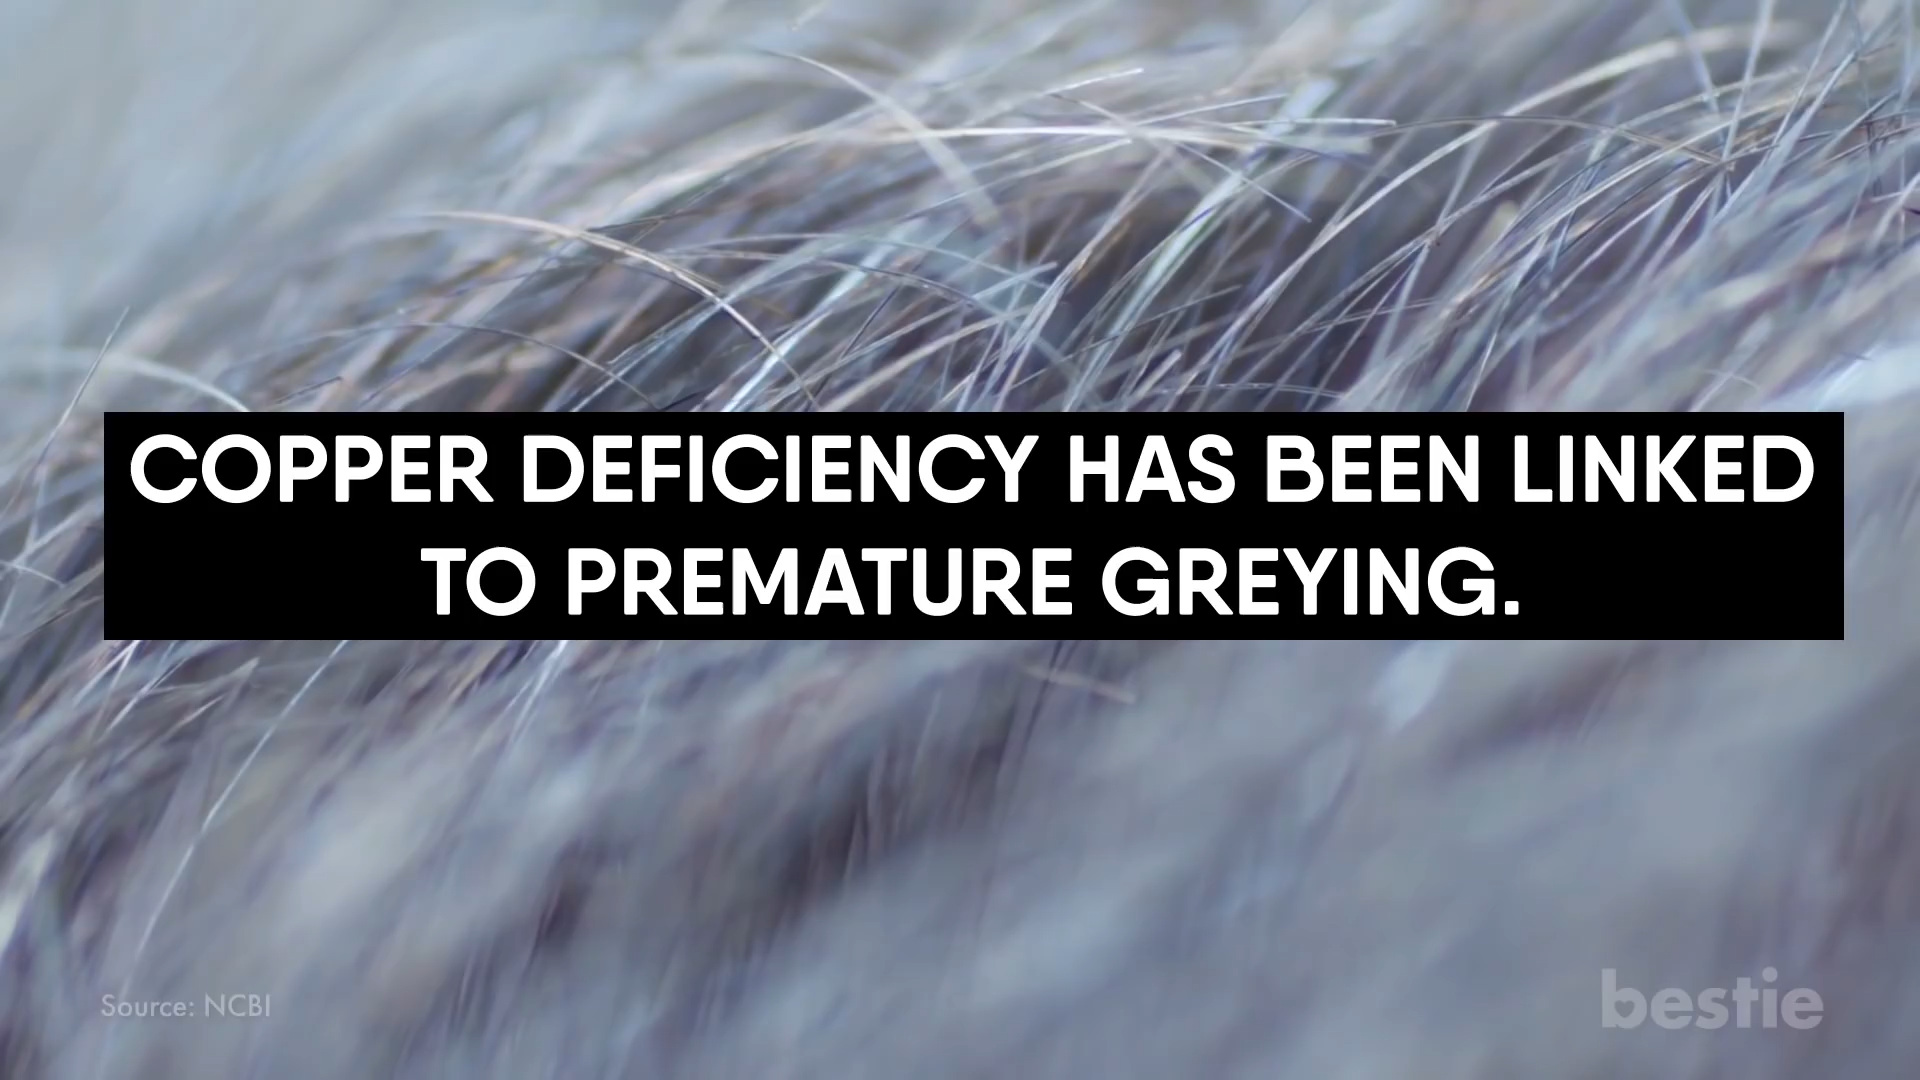 COPPER DEFICIENCY HAS BEEN LINKED
TO PREMATURE GREYING.
Source: NCBI
bestie